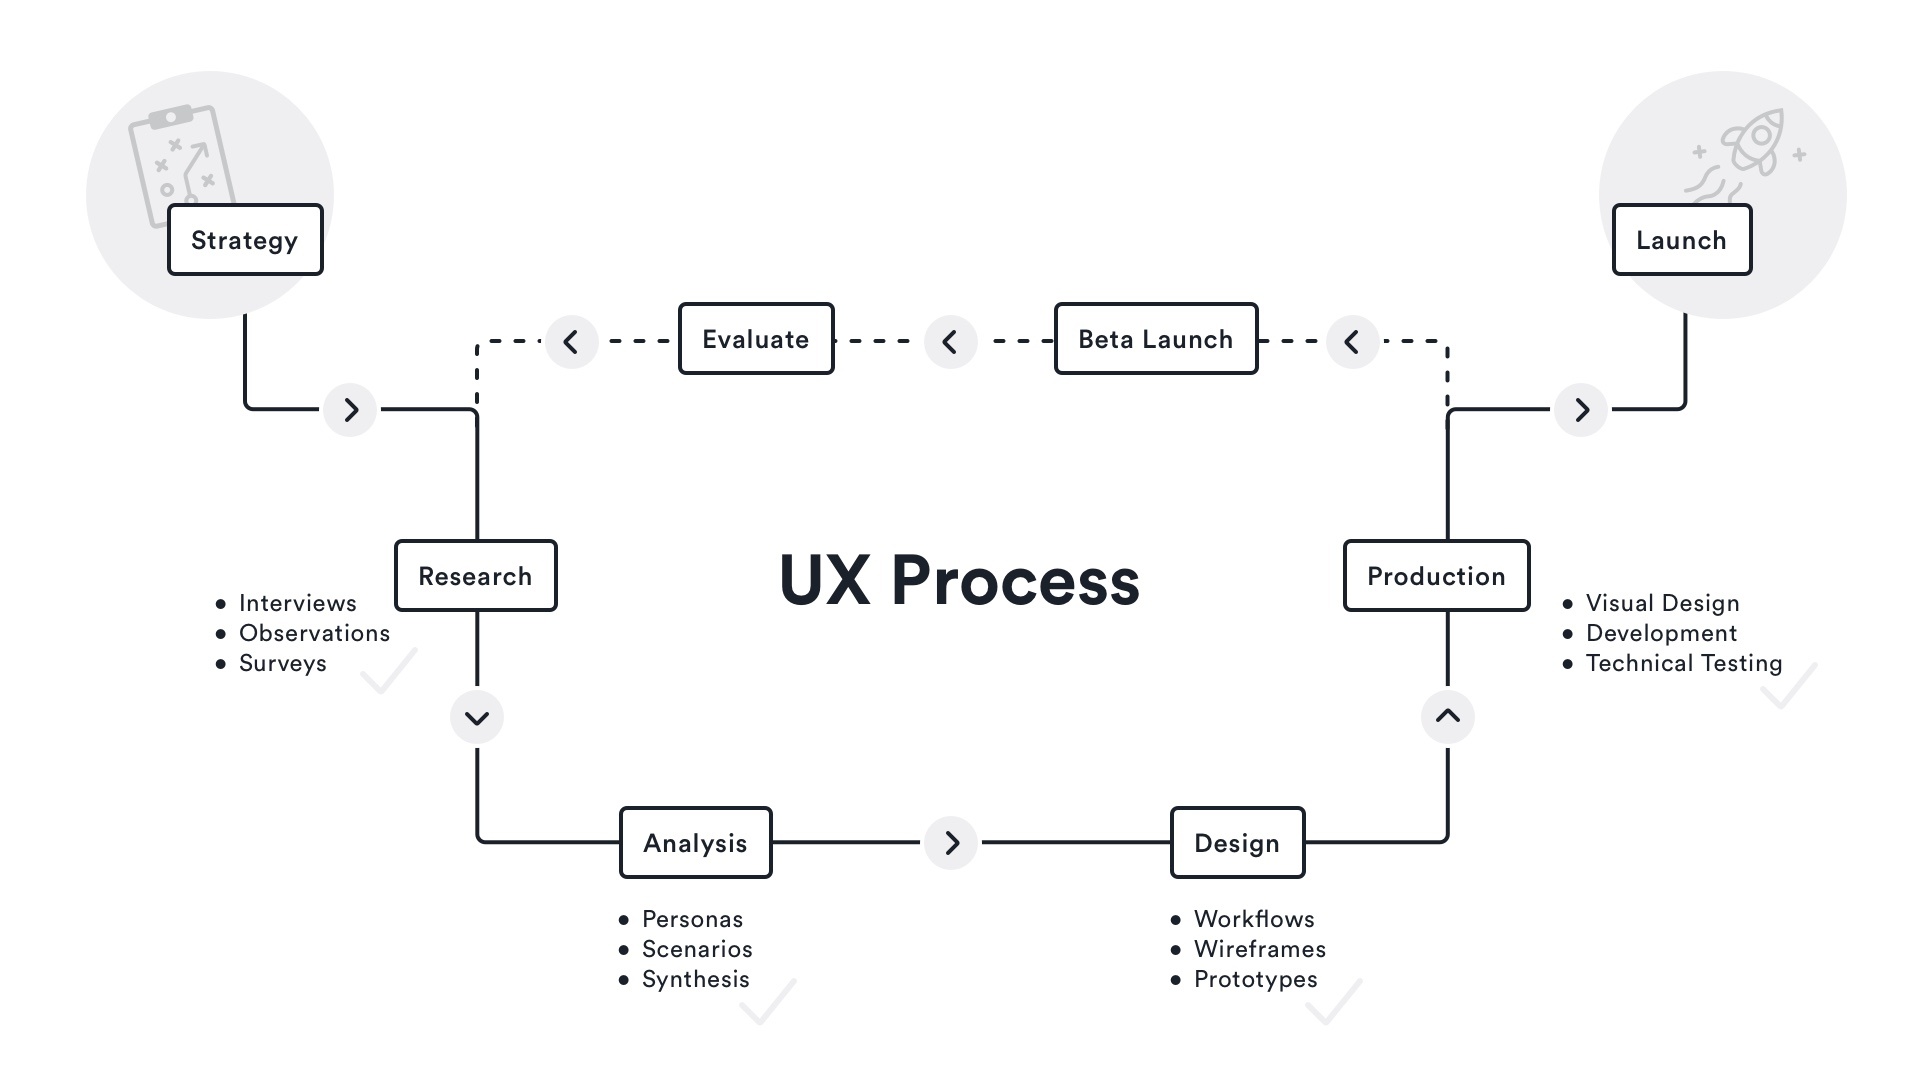 Strategy
Launch
Evaluate
Beta Launch
Research
UX Process
Production
Interviews
Observations
Surveys
Visual Design
Development
Technical Testing
Analysis
Design
Personas
Scenarios
Synthesis
Workflows
Wireframes
Prototypes